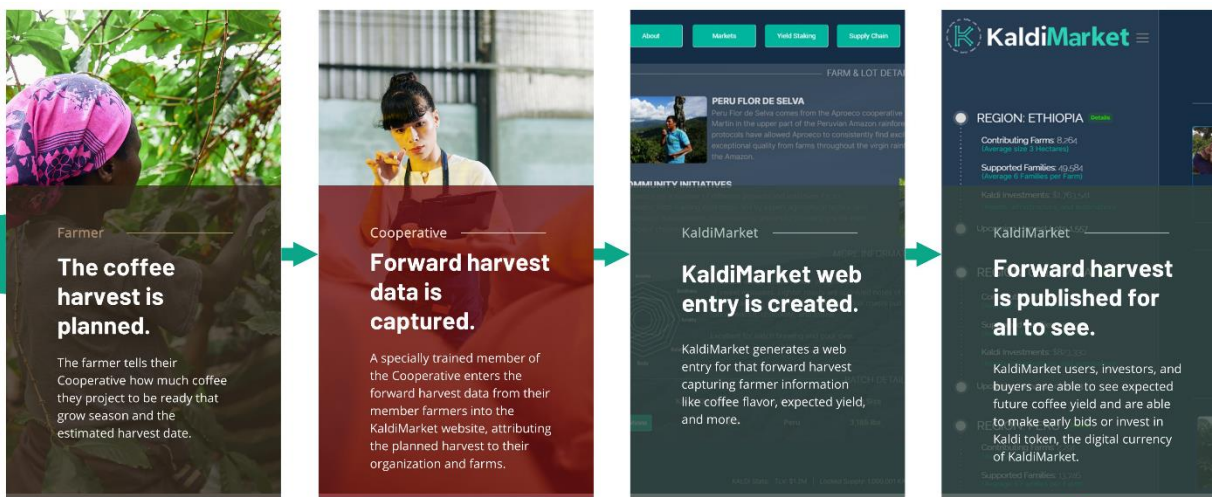 Farmer
The coffee
harvest is
planned.
The farmer tells their
Cooperative how much coffee
they project to be ready that
grow season and the
estimated harvest date.
Cooperative
Forward harvest
data is
captured.
A specially trained member of
the Cooperative enters the
forward harvest data from their
member farmers into the
KaldiMarket website, attributing
the planned harvest to their
organization and farms.
About
Markets
Yield Staking
Supply Chain
FARM & LOT DETAI
PERU FLOR DE SELVA
Peru Flor de Selva comes from the Aproeco cooperative
Martin in the upper part of the Peruvian Amazon rainfore
protocols have allowed Aproeco to consistently find exc
exceptional quality from farms throughout the virgin rain
the Amazon.
OMMUNITY INITIATIVES
KaldiMarket
KaldiMarket web
entry is created.
KaldiMarket generates a web
entry for that forward harvest
capturing farmer information
like coffee flavor, expected yield,
and more.
Peru
KaldiMarket
REGION: ETHIOPIA Details
Contributing Farms: 8,264
(Average size 3 Hectares)
Supported Families: 49,584
(Average 6 Families per Farm)
Kaldi Investments:
KaldiMarket
Forward harvest
is published for
all to see.
KaldiMarket users, investors, and
buyers are able to see expected
future coffee yield and are able
to make early bids or invest in
Kaldi token, the digital currency
of KaldiMarket.
Supported Families: